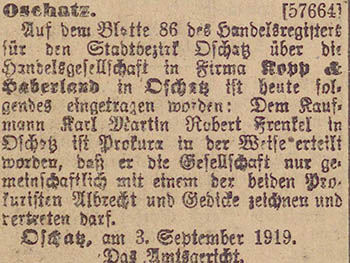 Oschatz. [57664]
Auf dem Blatte 86 des Handelsregisters
für den Stadtbezirk Oschatz über die
Handelsgesellschaft in Firma Kopp &
Haberland in Oschatz ist heute fol-
gendes eingetragen worden: Dem Kauf-
mann Karl Martin Robert Frenkel in
Oschatz ist Prokura in der Weise erteilt
worden, daß er die Gesellschaft nur ge-
meinschaftlich mit einem der beiden Pro-
kuristen Albrecht und Gedicke zeichnen und
vertreten darf.
Oschatz, am 3. September 1919.
Das Amtsgericht.